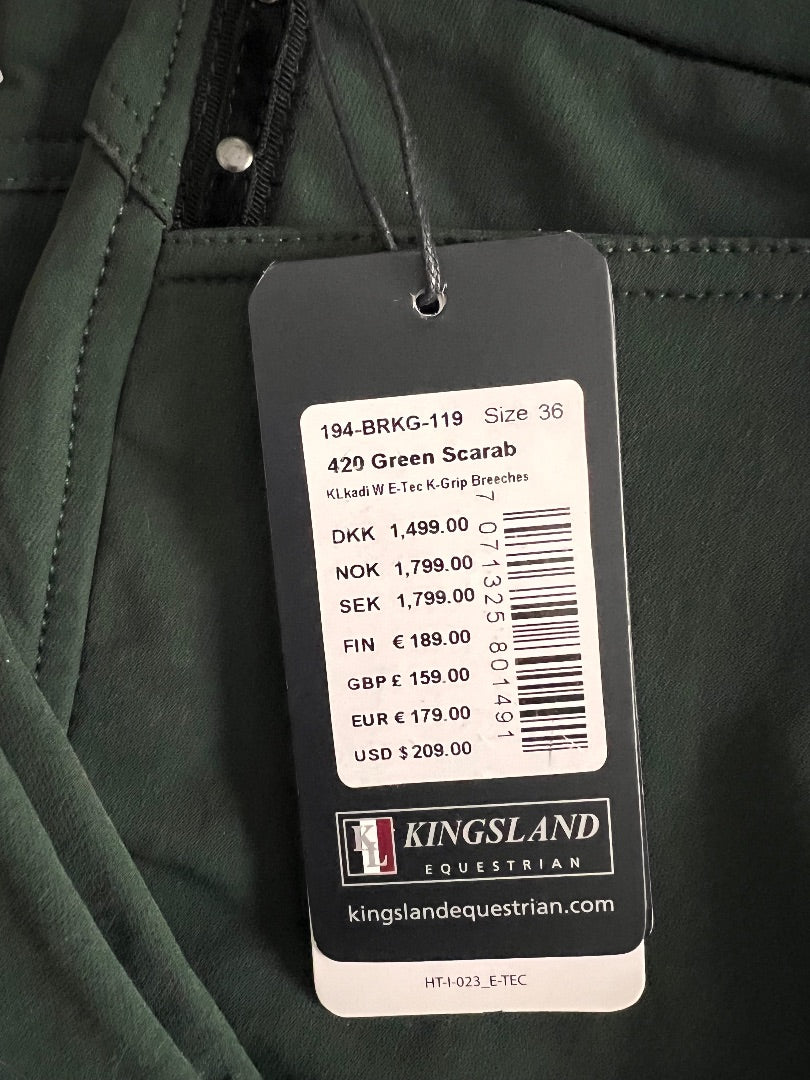 194-BRKG-119 Size 36
420 Green Scarab
KLkadi W E-Tec K-Grip Breeches
DKK 1,499.00
NOK 1,799.00
SEK 1,799.00
FIN € 189.00
GBP £ 159.00
EUR € 179.00
USD $ 209.00
7 071325 801491
KL KINGSLAND
EQUESTRIAN
kingslandequestrian.com
HT-I-023_E-TEC